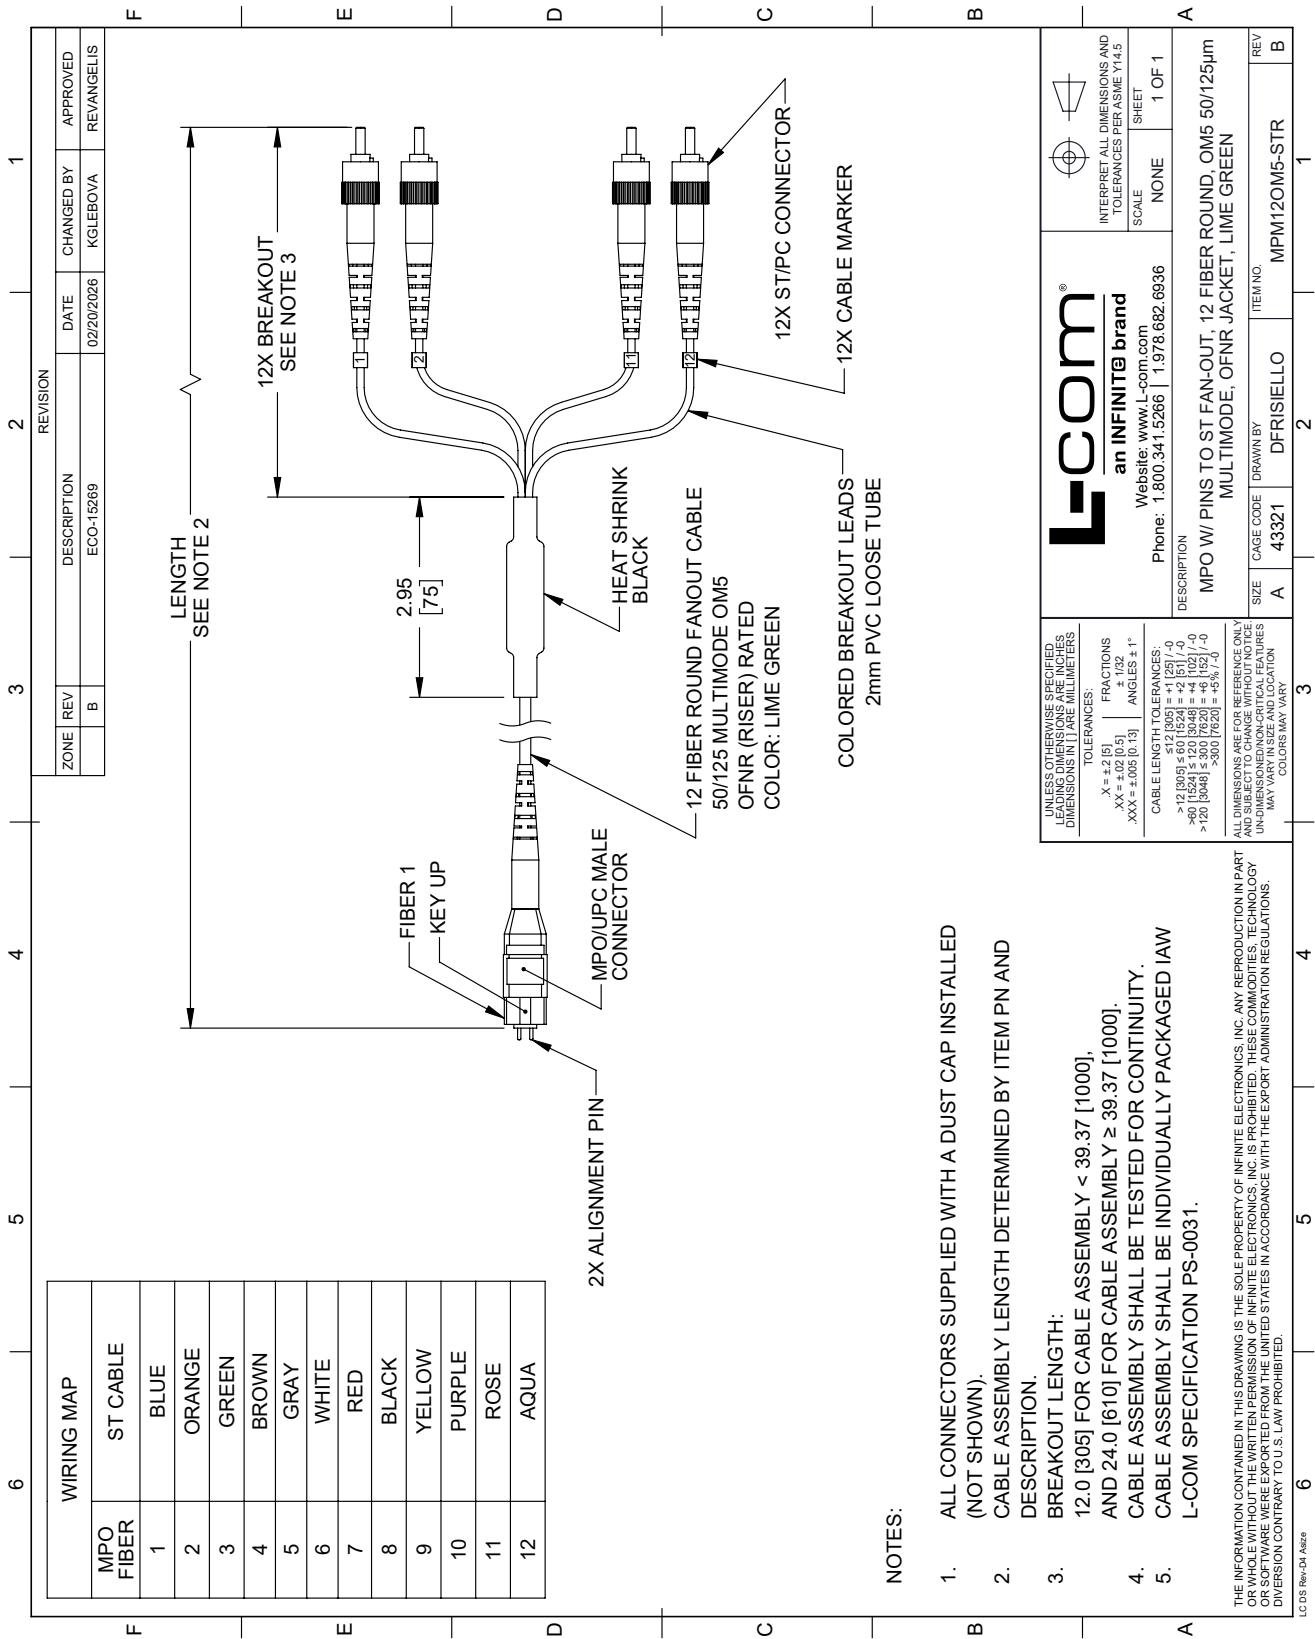 6
5
4
3
2
1
F
E
D
C
B
A
REVISION
ZONE
REV
DESCRIPTION
DATE
CHANGED BY
APPROVED
B
ECO-15269
02/20/2026
KGLEBOVA
REVANGELIS
WIRING MAP
MPO
FIBER
ST CABLE
1
BLUE
2
ORANGE
3
GREEN
4
BROWN
5
GRAY
6
WHITE
7
RED
8
BLACK
9
YELLOW
10
PURPLE
11
ROSE
12
AQUA
LENGTH
SEE NOTE 2
12X BREAKOUT
SEE NOTE 3
2.95
[75]
FIBER 1
KEY UP
2X ALIGNMENT PIN
MPO/UPC MALE
CONNECTOR
HEAT SHRINK
BLACK
12 FIBER ROUND FANOUT CABLE
50/125 MULTIMODE OM5
OFNR (RISER) RATED
COLOR: LIME GREEN
1
2
11
12
12X ST/PC CONNECTOR
12X CABLE MARKER
COLORED BREAKOUT LEADS
2mm PVC LOOSE TUBE
NOTES:
1. ALL CONNECTORS SUPPLIED WITH A DUST CAP INSTALLED
(NOT SHOWN).
2. CABLE ASSEMBLY LENGTH DETERMINED BY ITEM PN AND
DESCRIPTION.
3. BREAKOUT LENGTH:
12.0 [305] FOR CABLE ASSEMBLY < 39.37 [1000],
AND 24.0 [610] FOR CABLE ASSEMBLY ≥ 39.37 [1000].
4. CABLE ASSEMBLY SHALL BE TESTED FOR CONTINUITY.
5. CABLE ASSEMBLY SHALL BE INDIVIDUALLY PACKAGED IAW
L-COM SPECIFICATION PS-0031.
THE INFORMATION CONTAINED IN THIS DRAWING IS THE SOLE PROPERTY OF INFINITE ELECTRONICS, INC. ANY REPRODUCTION IN PART
OR WHOLE WITHOUT THE WRITTEN PERMISSION OF INFINITE ELECTRONICS, INC. IS PROHIBITED. THESE COMMODITIES, TECHNOLOGY
OR SOFTWARE WERE EXPORTED FROM THE UNITED STATES IN ACCORDANCE WITH THE EXPORT ADMINISTRATION REGULATIONS.
DIVERSION CONTRARY TO U.S. LAW PROHIBITED.
UNLESS OTHERWISE SPECIFIED
LEADING DIMENSIONS ARE INCHES
DIMENSIONS IN [ ] ARE MILLIMETERS
TOLERANCES:
.X = ±.2 [5]
.XX = ±.02 [0.5]
.XXX = ±.005 [0.13]
FRACTIONS
± 1/32
ANGLES ± 1°
CABLE LENGTH TOLERANCES:
≤12 [305] = +1 [25] / -0
>12 [305] ≤ 60 [1524] = +2 [51] / -0
>60 [1524] ≤ 120 [3048] = +4 [102] / -0
>120 [3048] ≤ 300 [7620] = +6 [152] / -0
>300 [7620] = +5% / -0
ALL DIMENSIONS ARE FOR REFERENCE ONLY
AND SUBJECT TO CHANGE WITHOUT NOTICE.
UN-DIMENSIONED/NON-CRITICAL FEATURES
MAY VARY IN SIZE AND LOCATION
COLORS MAY VARY
L-com®
an INFINIT® brand
Website: www.L-com.com
Phone: 1.800.341.5266 | 1.978.682.6936
INTERPRET ALL DIMENSIONS AND
TOLERANCES PER ASME Y14.5
SCALE
NONE
SHEET
1 OF 1
DESCRIPTION
MPO W/ PINS TO ST FAN-OUT, 12 FIBER ROUND, OM5 50/125µm
MULTIMODE, OFNR JACKET, LIME GREEN
SIZE
A
CAGE CODE
43321
DRAWN BY
DFRISIELLO
ITEM NO.
MPM12OM5-STR
REV
B
F
E
D
C
B
A
6
5
4
3
2
1
LC DS Rev-D4 Asize